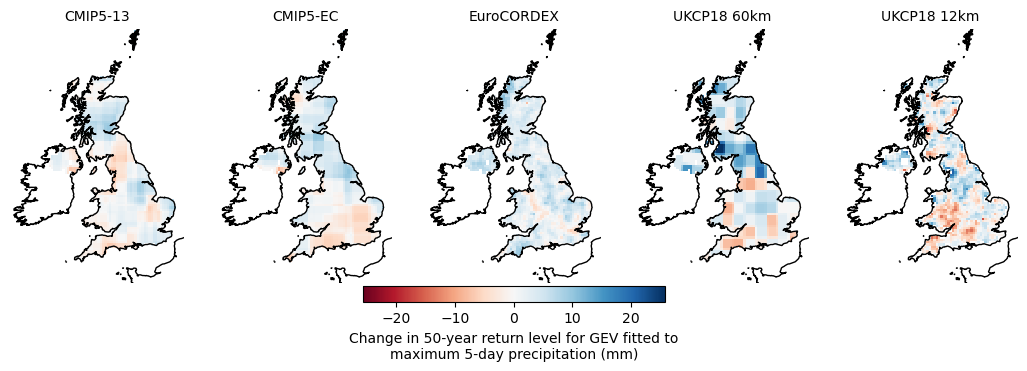 CMIP5-13
CMIP5-EC
EuroCORDEX
UKCP18 60km
UKCP18 12km
−20
−10
0
10
20
Change in 50-year return level for GEV fitted to
maximum 5-day precipitation (mm)